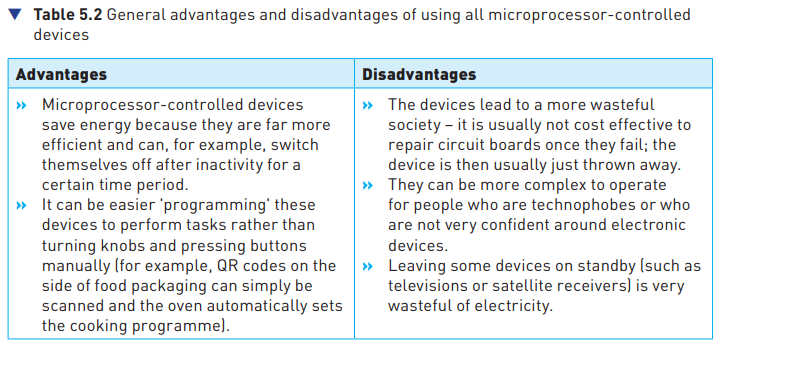 ▼ Table 5.2 General advantages and disadvantages of using all microprocessor-controlled
devices
Advantages
» Microprocessor-controlled devices
save energy because they are far more
efficient and can, for example, switch
themselves off after inactivity for a
certain time period.
» It can be easier 'programming' these
devices to perform tasks rather than
turning knobs and pressing buttons
manually (for example, QR codes on the
side of food packaging can simply be
scanned and the oven automatically sets
the cooking programme).
Disadvantages
» The devices lead to a more wasteful
society – it is usually not cost effective to
repair circuit boards once they fail; the
device is then usually just thrown away.
» They can be more complex to operate
for people who are technophobes or who
are not very confident around electronic
devices.
» Leaving some devices on standby (such as
televisions or satellite receivers) is very
wasteful of electricity.